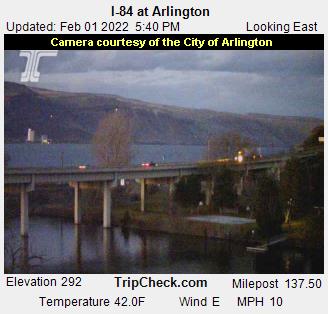 I-84 at Arlington
Updated: Feb 01 2022 5:40 PM Looking East
Camera courtesy of the City of Arlington
Elevation 292 TripCheck.com Milepost 137.50
Temperature 42.0F Wind E MPH 10